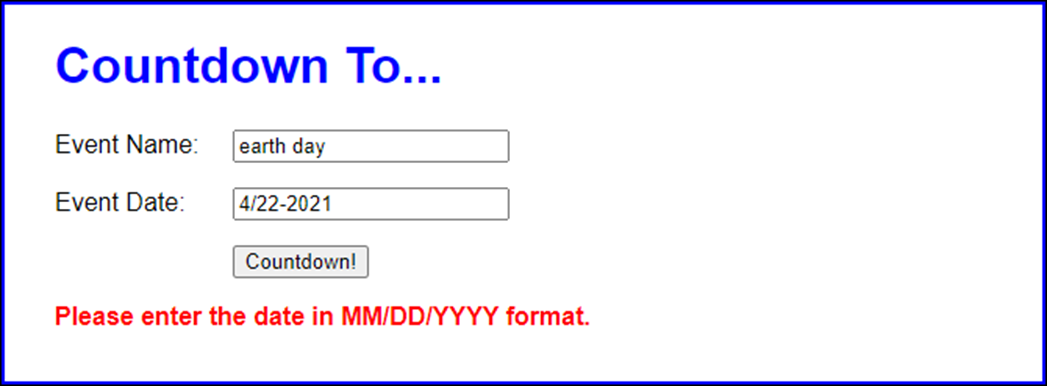 Countdown To...
Event Name: earth day
Event Date: 4/22-2021
Countdown!
Please enter the date in MM/DD/YYYY format.